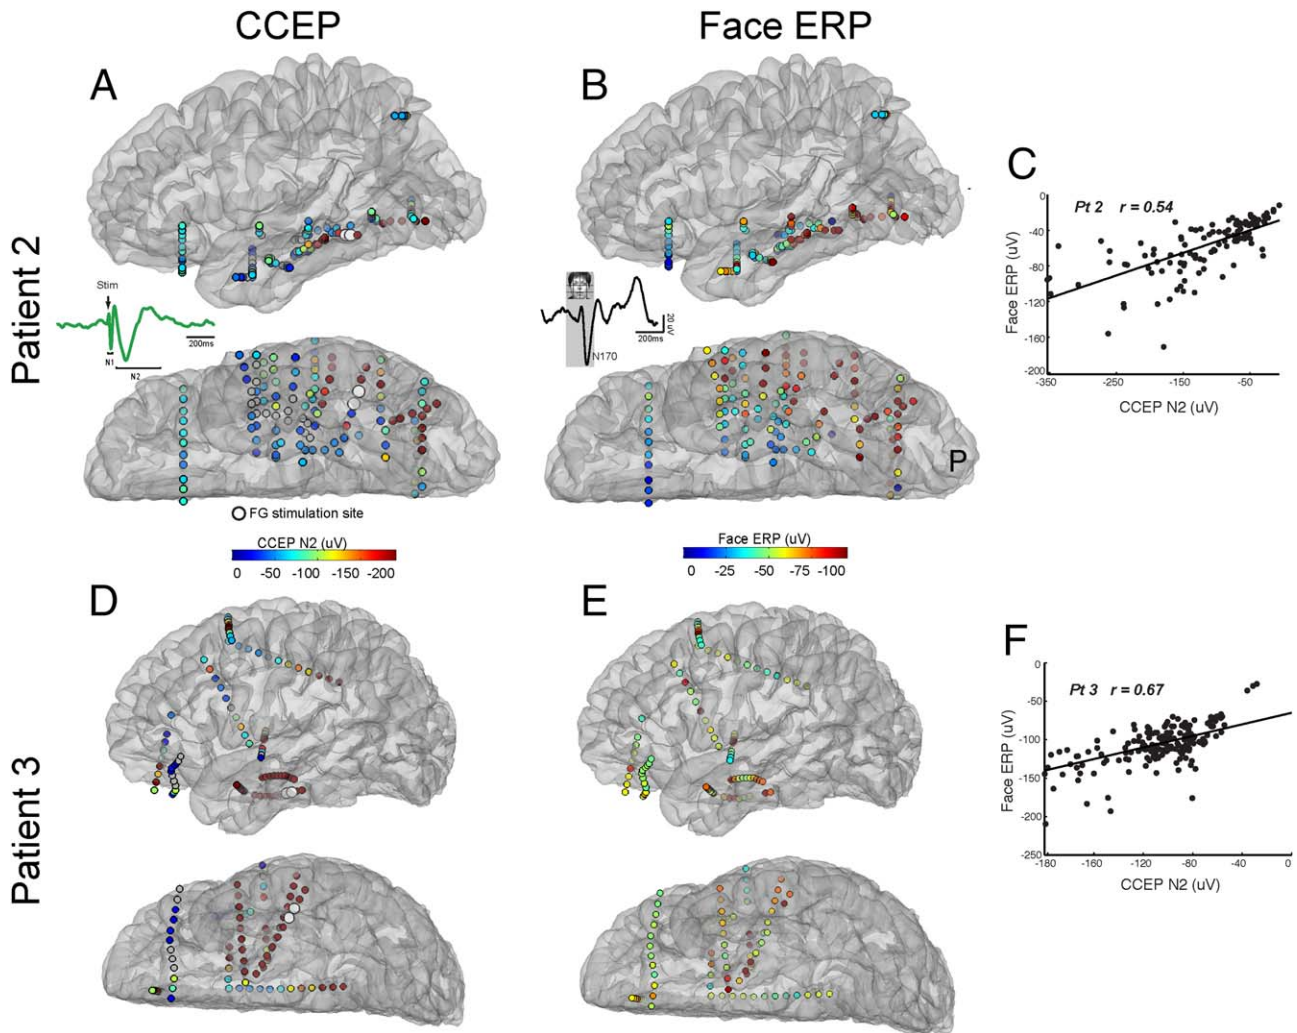 CCEP
Face ERP
Patient 2
A
B
C
Stim
N1
N2
200ms
N170
200ms
20 uV
P
Pt 2 r = 0.54
0
-40
-80
-120
-160
-200
Face ERP (uV)
-350
-250
-150
-50
CCEP N2 (uV)
FG stimulation site
CCEP N2 (uV)
0 -50 -100 -150 -200
Face ERP (uV)
0 -25 -50 -75 -100
Patient 3
D
E
F
Pt 3 r = 0.67
0
-50
-100
-150
-200
-250
Face ERP (uV)
-180 -160 -120 -80 -40 0
CCEP N2 (uV)